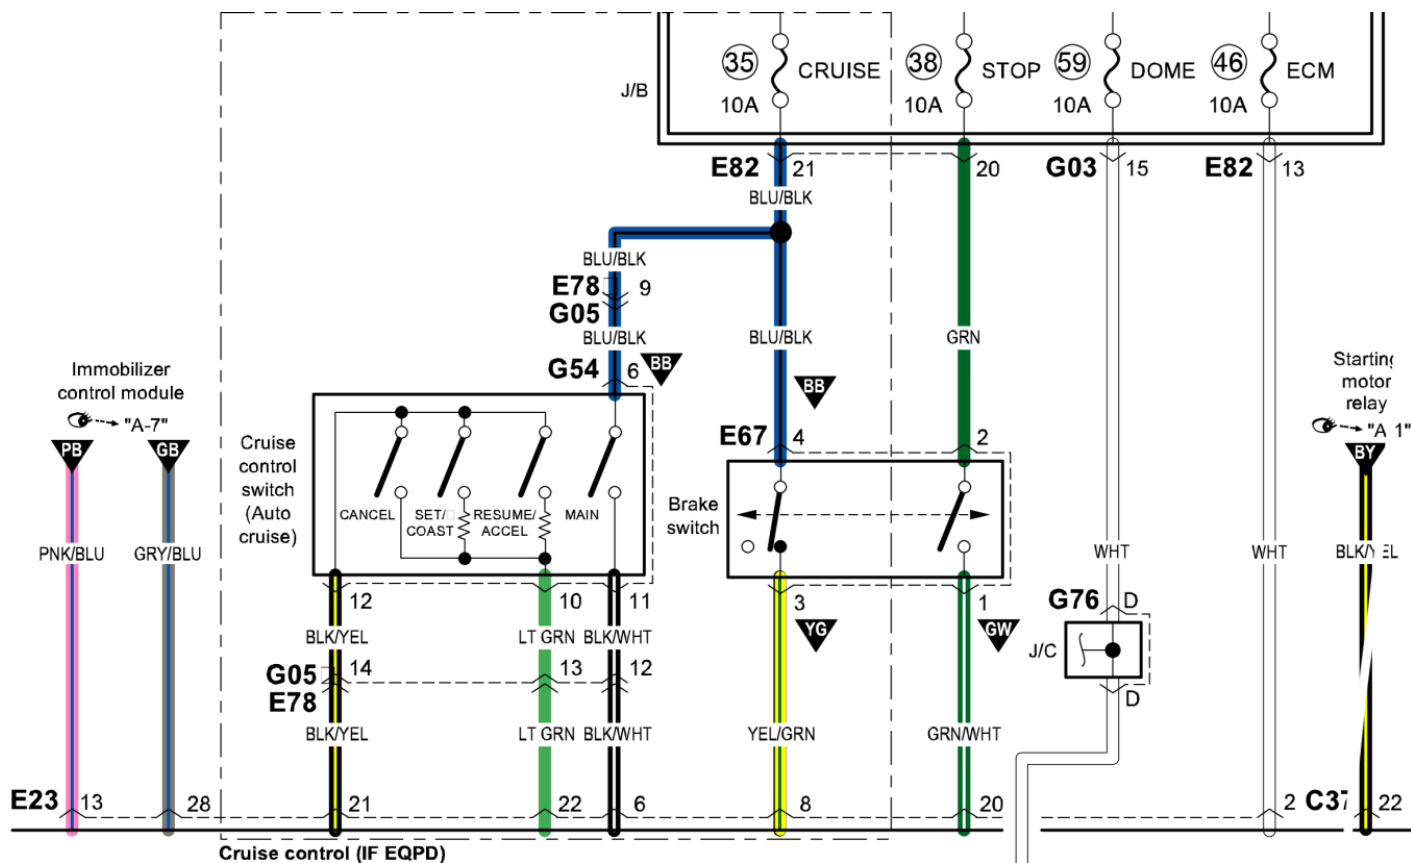 35 CRUISE
10A
38 STOP
10A
59 DOME
10A
46 ECM
10A
J/B
E82 21
20
G03 15
E82 13
BLU/BLK
BLU/BLK
E78 9
G05
BLU/BLK
BLU/BLK
GRN
G54 6
BB
BB
Immobilizer
control module
"A-7"
PB
GB
Starting
motor
relay
"A 1"
BY
E67 4
2
Cruise
control
switch
(Auto
cruise)
CANCEL
SET/
COAST
RESUME/
ACCEL
MAIN
Brake
switch
PNK/BLU
GRY/BLU
WHT
WHT
BLK/YEL
12
10
11
3
1
G76 D
YG
GW
BLK/YEL
LT GRN
BLK/WHT
J/C
G05 14
13
12
E78
D
BLK/YEL
LT GRN
BLK/WHT
YEL/GRN
GRN/WHT
E23 13
28
21
22
6
8
20
2
C37 22
Cruise control (IF EQPD)